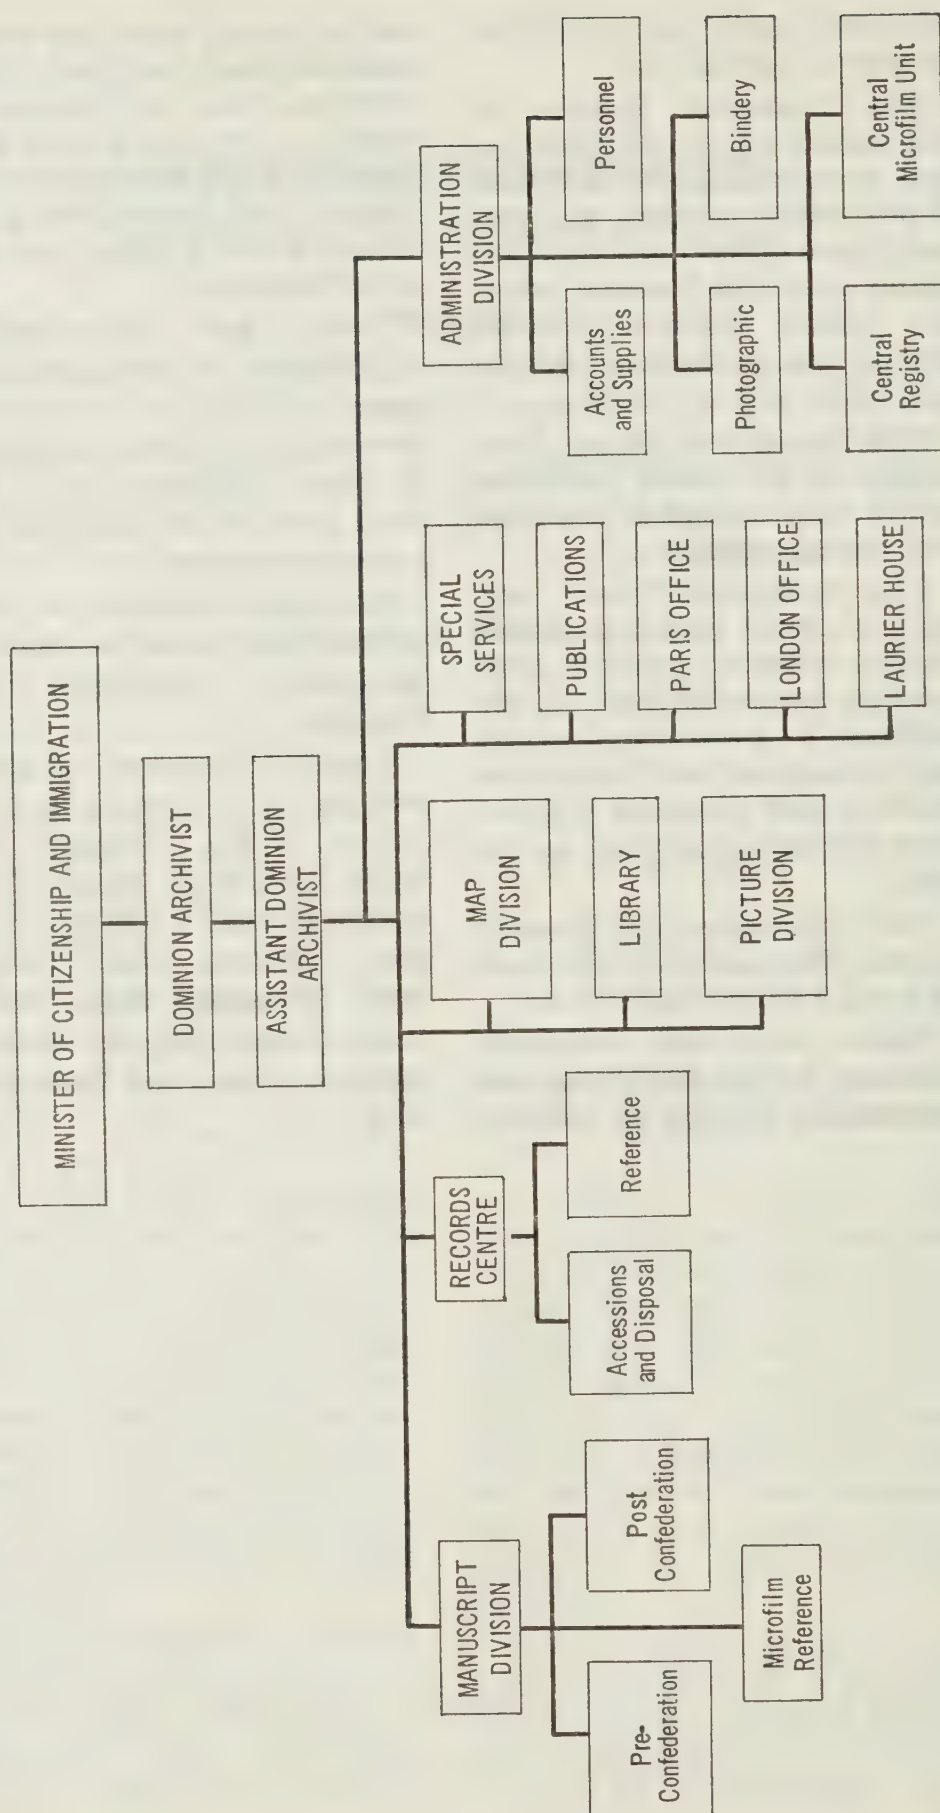 MINISTER OF CITIZENSHIP AND IMMIGRATION
DOMINION ARCHIVIST
ASSISTANT DOMINION
ARCHIVIST
MANUSCRIPT
DIVISION
Pre-
Confederation
Post
Confederation
Microfilm
Reference
RECORDS
CENTRE
Accessions
and Disposal
Reference
MAP
DIVISION
LIBRARY
PICTURE
DIVISION
SPECIAL
SERVICES
PUBLICATIONS
PARIS OFFICE
LONDON OFFICE
LAURIER HOUSE
ADMINISTRATION
DIVISION
Accounts
and Supplies
Personnel
Photographic
Bindery
Central
Registry
Central
Microfilm Unit